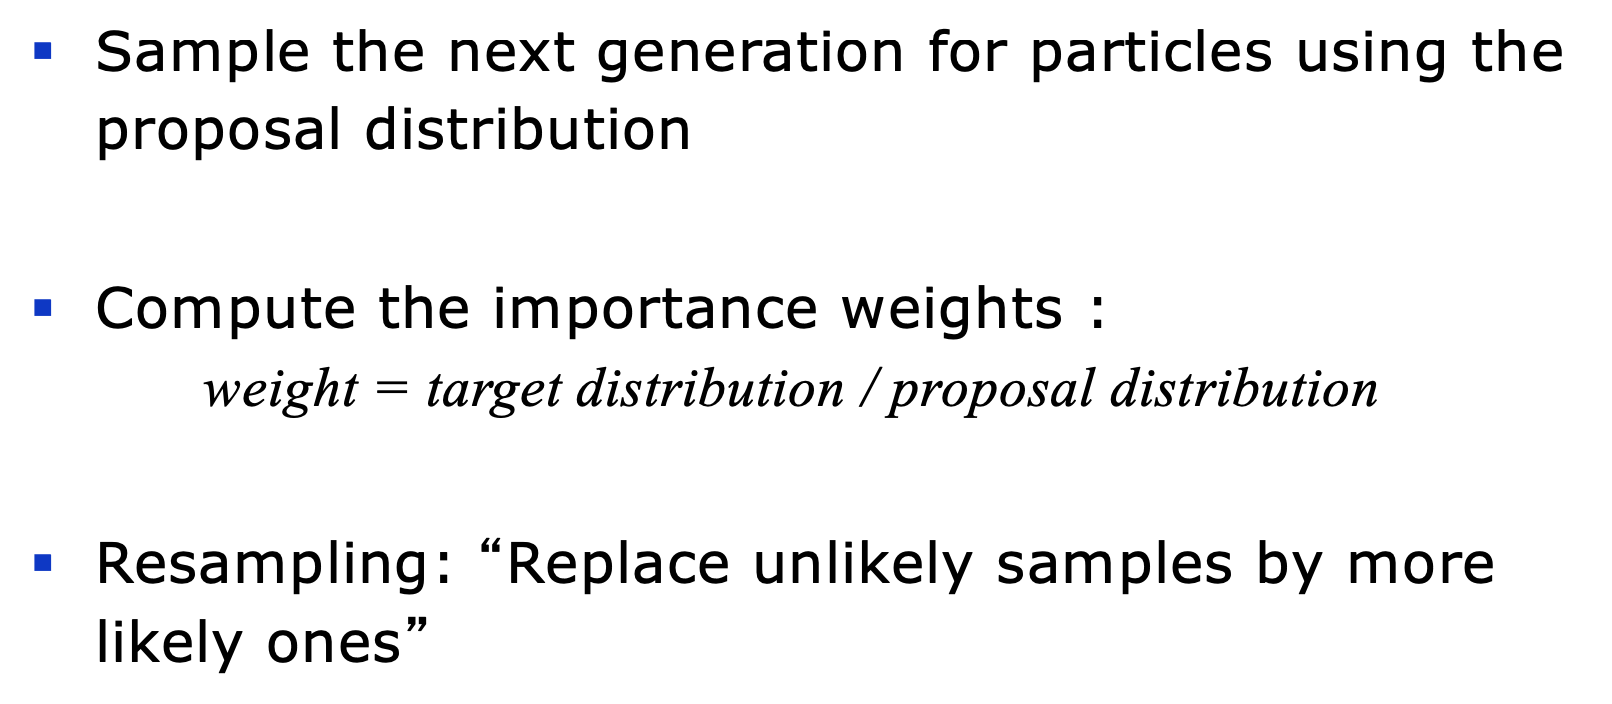 ▪ Sample the next generation for particles using the
proposal distribution
▪ Compute the importance weights :
weight = target distribution / proposal distribution
▪ Resampling: “Replace unlikely samples by more
likely ones”